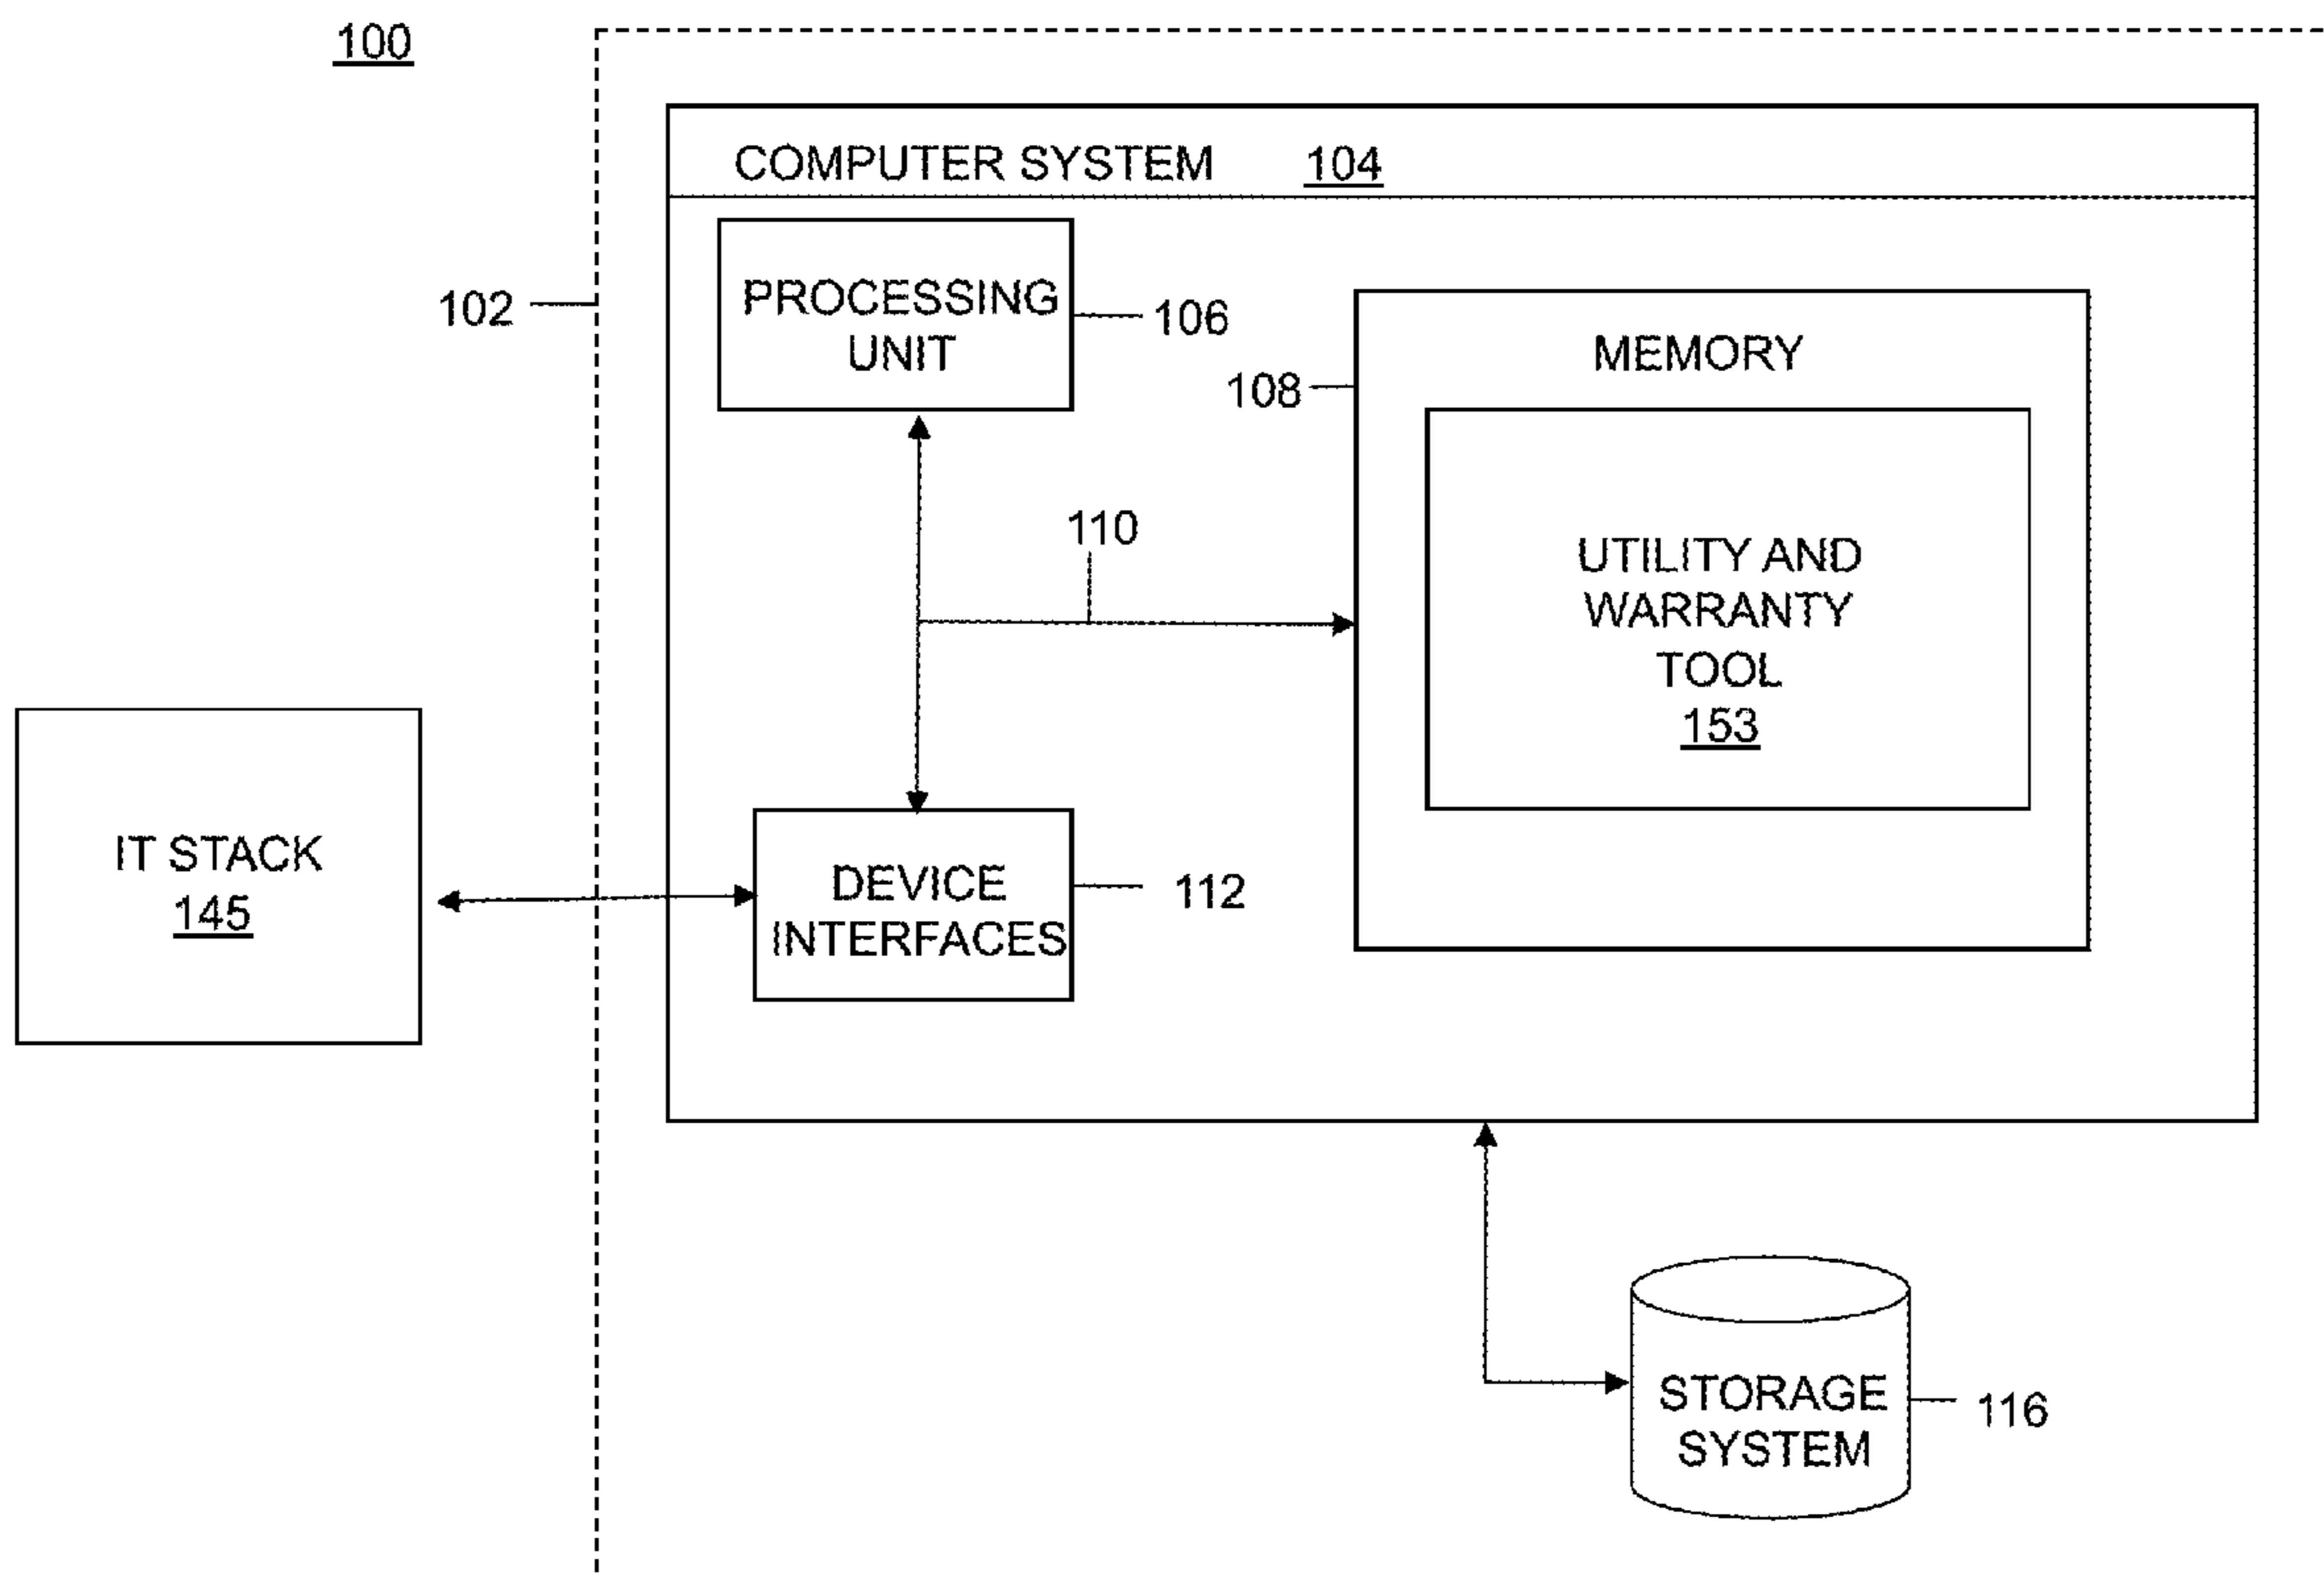 100
COMPUTER SYSTEM 104
PROCESSING
UNIT
106
102
MEMORY
108
110
UTILITY AND
WARRANTY
TOOL
153
IT STACK
145
DEVICE
INTERFACES
112
STORAGE
SYSTEM
116